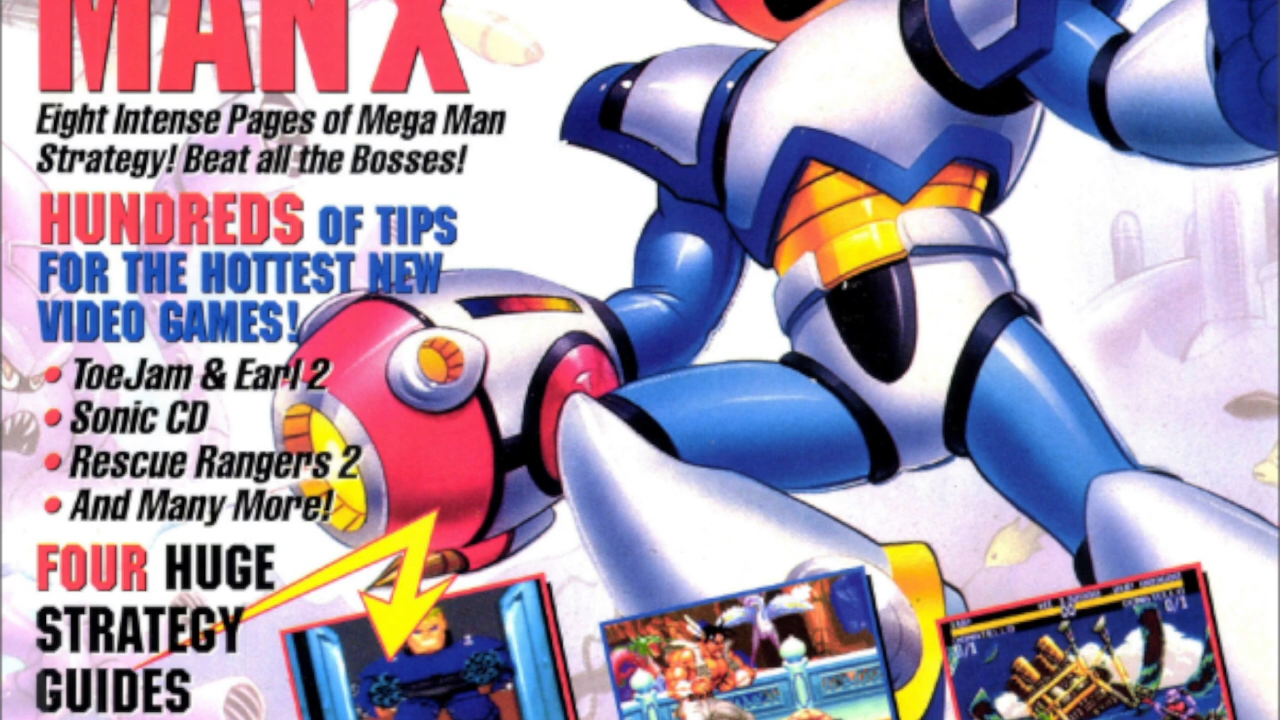 MAN X
Eight Intense Pages of Mega Man
Strategy! Beat all the Bosses!
HUNDREDS OF TIPS
FOR THE HOTTEST NEW
VIDEO GAMES!
• ToeJam & Earl 2
• Sonic CD
• Rescue Rangers 2
• And Many More!
FOUR HUGE
STRATEGY
GUIDES